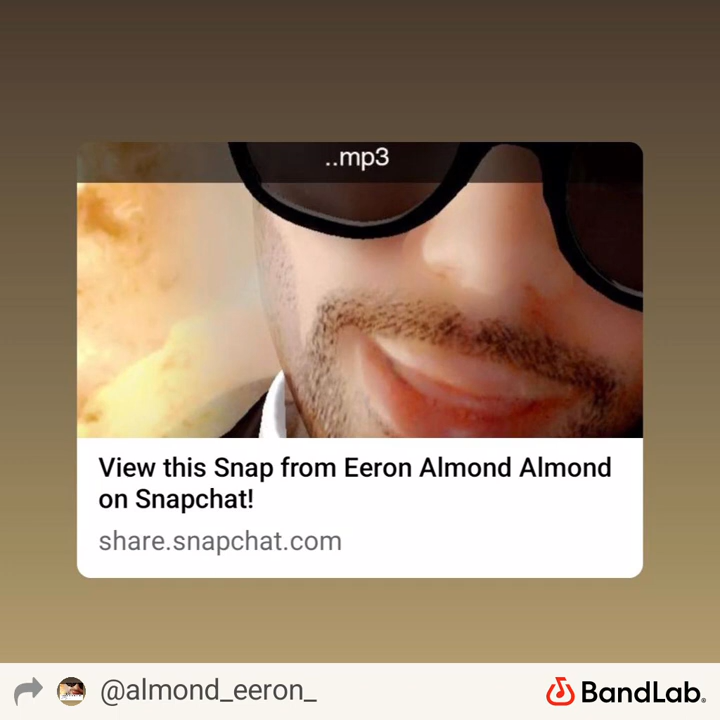 ..mp3
View this Snap from Eeron Almond Almond
on Snapchat!
share.snapchat.com
@almond_eeron_
BandLab.